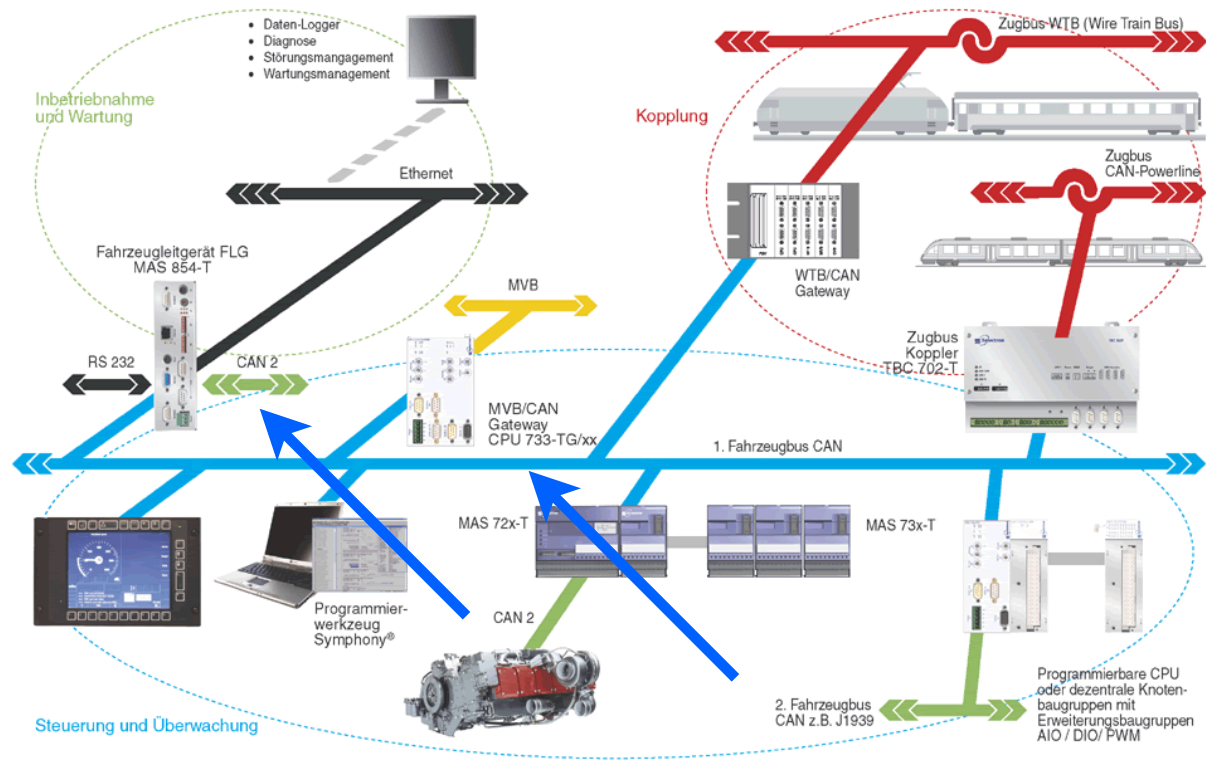 Daten-Logger
Diagnose
Störungsmangagement
Wartungsmanagement
Inbetriebnahme
und Wartung
Zugbus WTB (Wire Train Bus)
Kopplung
Zugbus
CAN-Powerline
Ethernet
Fahrzeugleitgerät FLG
MAS 854-T
WTB/CAN
Gateway
MVB
RS 232
CAN 2
Zugbus
Koppler
TBC 702-T
MVB/CAN
Gateway
CPU 733-TG/xx
1. Fahrzeugbus CAN
MAS 72x-T
MAS 73x-T
Programmier-
werkzeug
Symphony®
CAN 2
2. Fahrzeugbus
CAN z.B. J1939
Programmierbare CPU
oder dezentrale Knoten-
baugruppen mit
Erweiterungsbaugruppen
AIO / DIO/ PWM
Steuerung und Überwachung